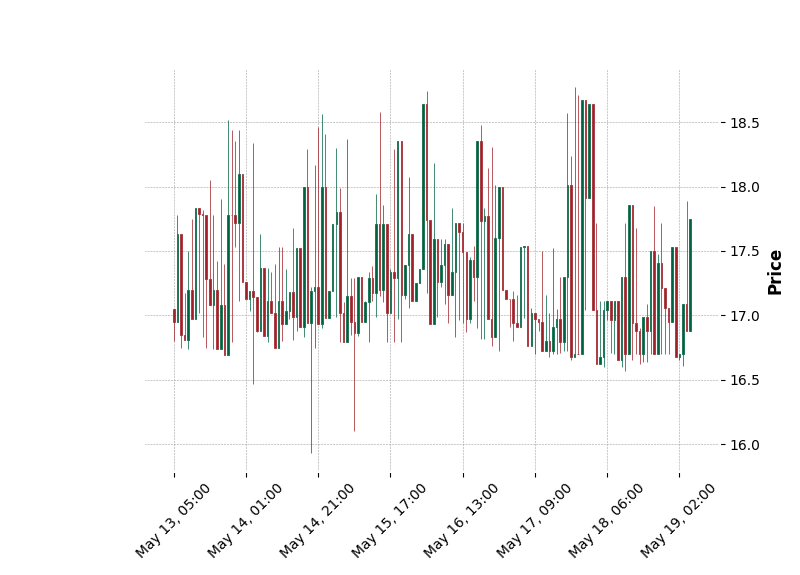 18.5
18.0
17.5
17.0
16.5
16.0
Price
May 13, 05:00
May 14, 01:00
May 14, 21:00
May 15, 17:00
May 16, 13:00
May 17, 09:00
May 18, 06:00
May 19, 02:00